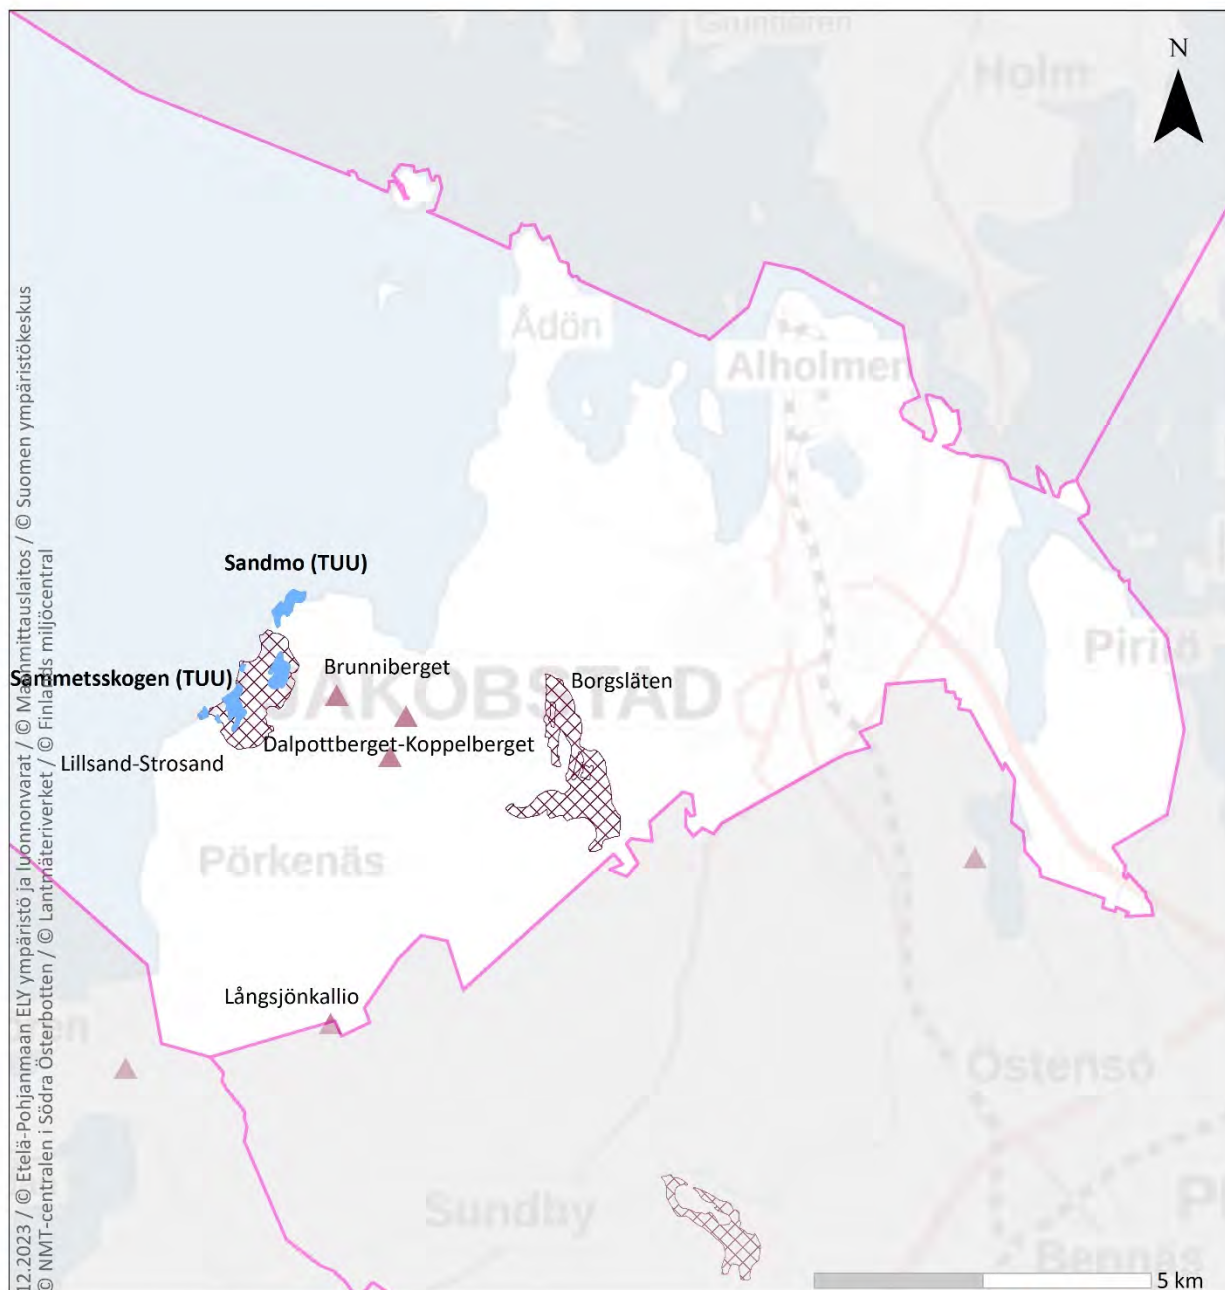 Grundaren
Holm
N
Ådön
Alholmen
Sandmo (TUU)
Pirilö
Sammetsskogen (TUU)
Brunniberget
Borgsläten
JAKOBSTAD
Dalpottberget-Koppelberget
Lillsand-Strosand
Pörkenäs
Långsjönkallio
Östensö
Sundby
Bennäs
5 km
12.2023 / © Etelä-Pohjanmaan ELY ympäristö ja luonnonvarat / © Maanmittauslaitos / © Suomen ympäristökeskus
© NMT-centralen i Södra Österbotten / © Lantmäteriverket / © Finlands miljöcentral